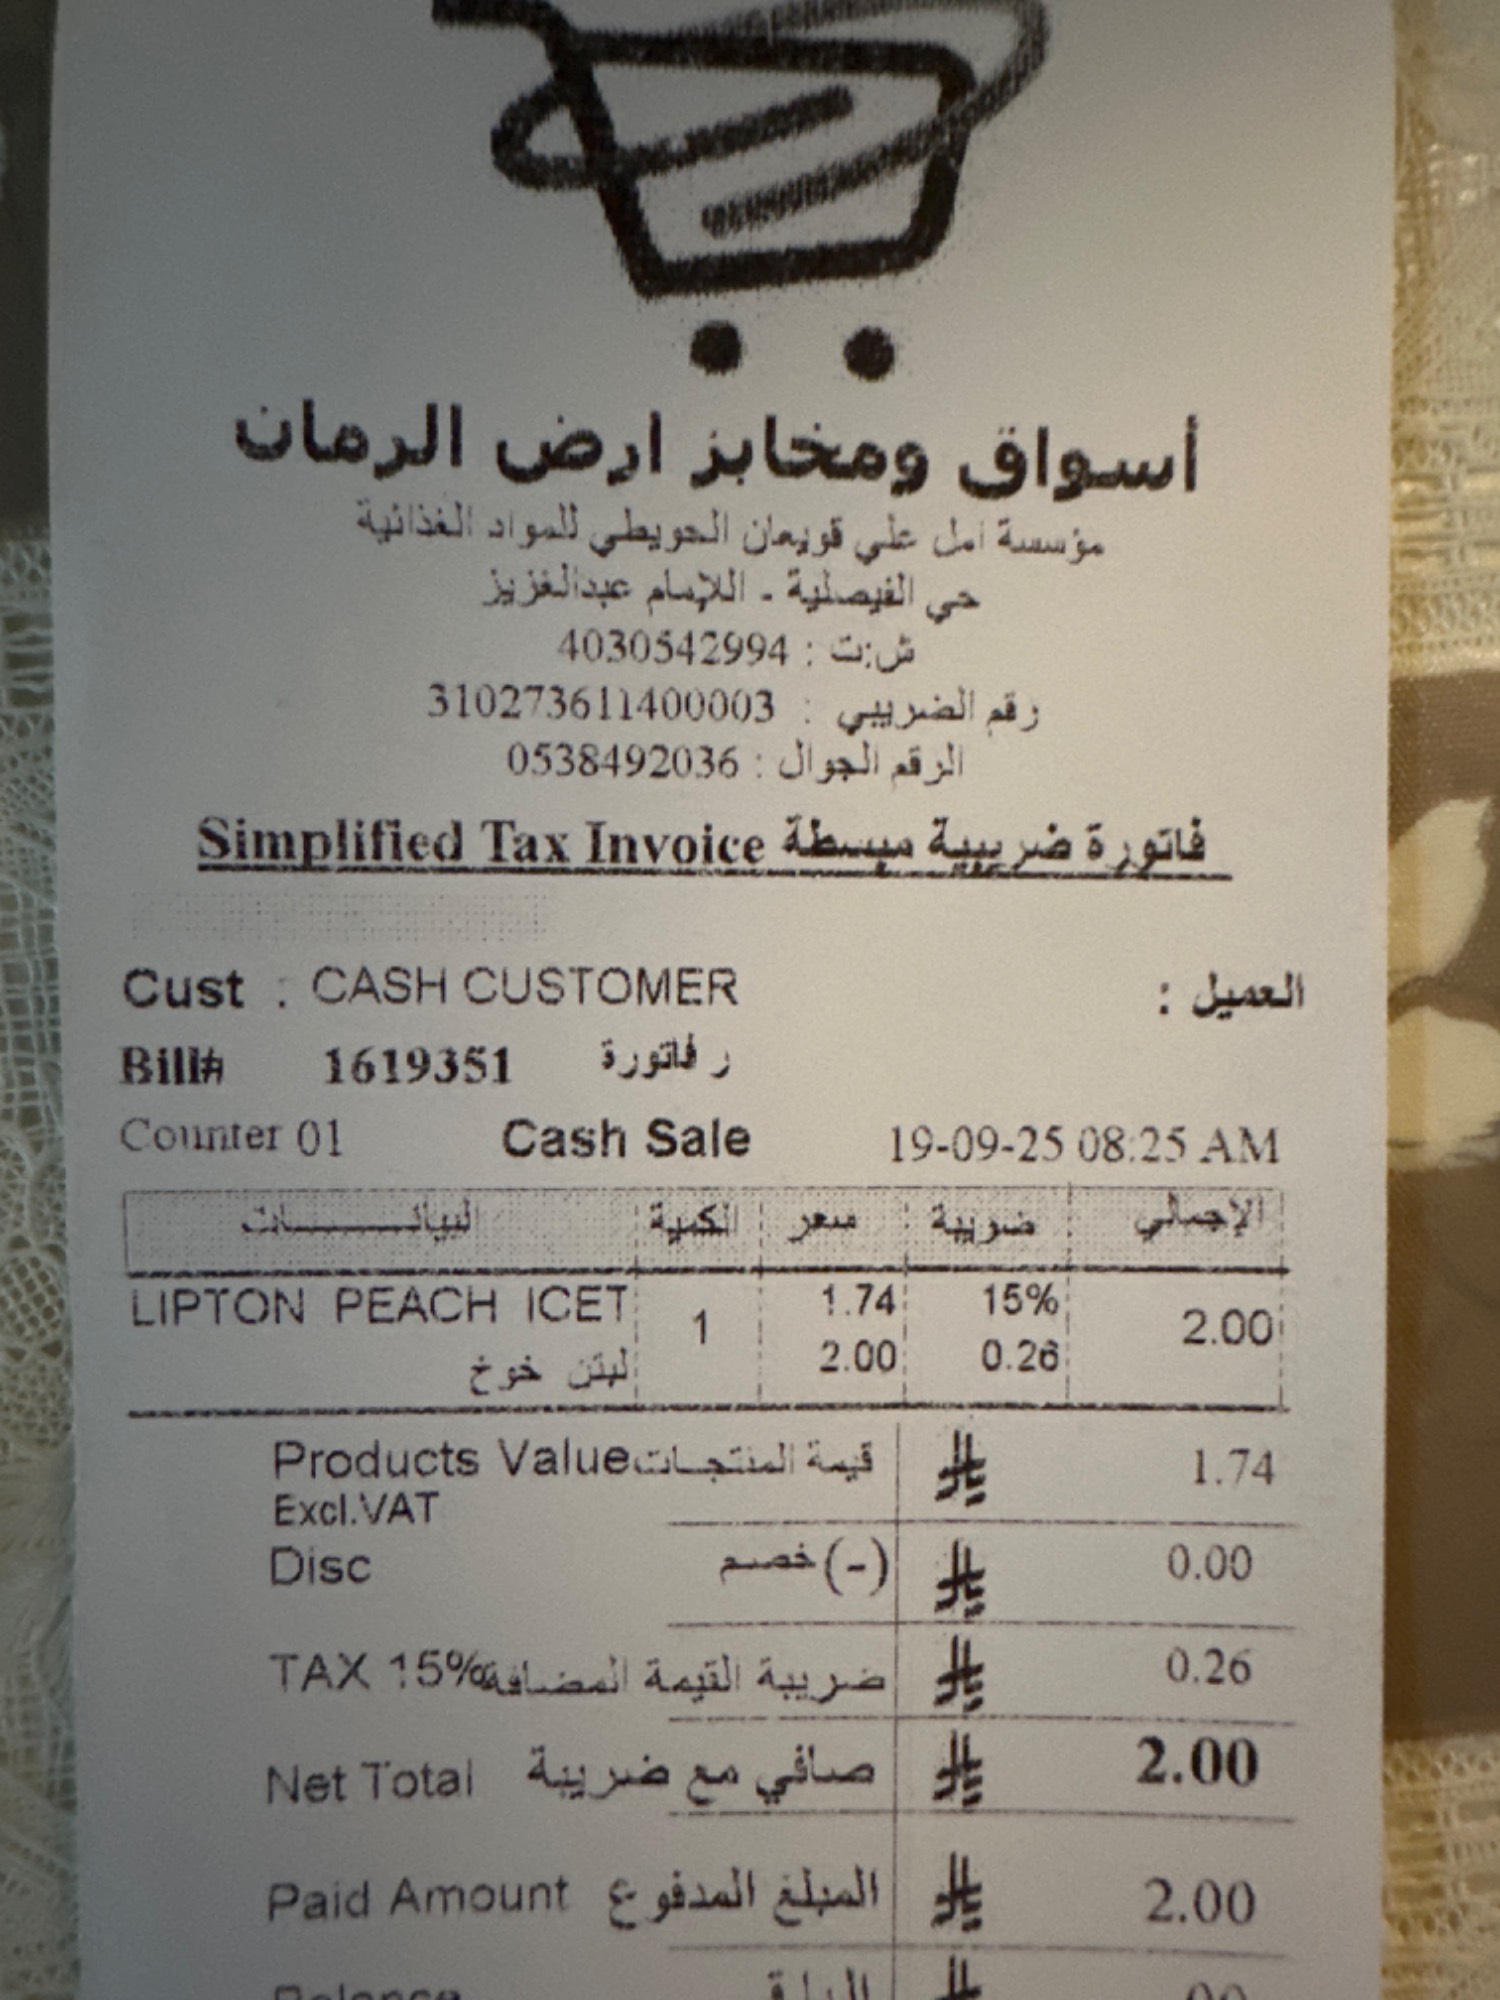 أسواق ومخابز ارض الرمان
مؤسسة امل علي قويعان الحويطي للمواد الغذائية
حي الفيصلية - اللإمام عبدالغزيز
ش:ت : 4030542994
رقم الضريبي : 310273611400003
الرقم الجوال : 0538492036
Simplified Tax Invoice فاتورة ضريبية مبسطة
Cust : CASH CUSTOMER العميل :
Bill# 1619351 ر فاتورة
Counter 01 Cash Sale 19-09-25 08:25 AM
البيانـــــــات الكمية سعر ضريبة الإجمالي
LIPTON PEACH ICET 1 1.74 15% 2.00
ليتن خوخ 2.00 0.26
Products Value قيمة المنتجات 1.74
Excl.VAT
Disc خصم (-) 0.00
TAX 15% ضريبة القيمة المضافة 0.26
Net Total صافي مع ضريبة 2.00
Paid Amount المبلغ المدفوع 2.00